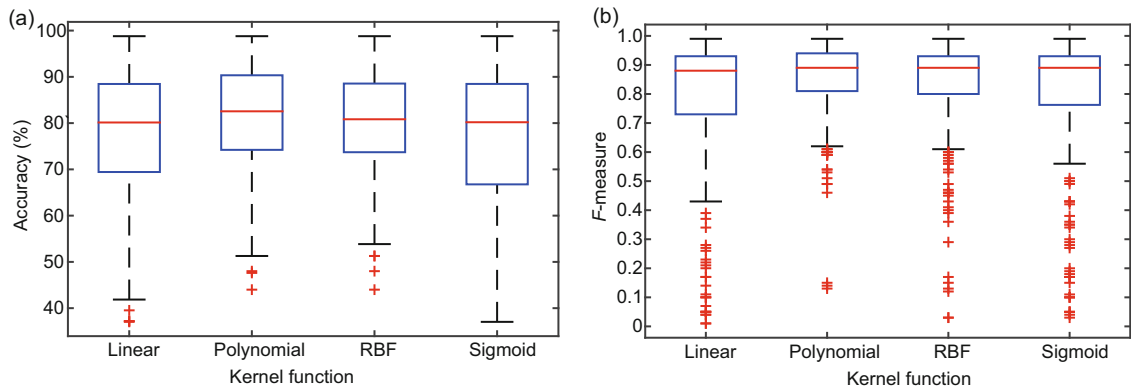 (a)
100
90
80
70
60
50
40
Accuracy (%)
Linear Polynomial RBF Sigmoid
Kernel function
(b)
1.0
0.9
0.8
0.7
0.6
0.5
0.4
0.3
0.2
0.1
0
F-measure
Linear Polynomial RBF Sigmoid
Kernel function